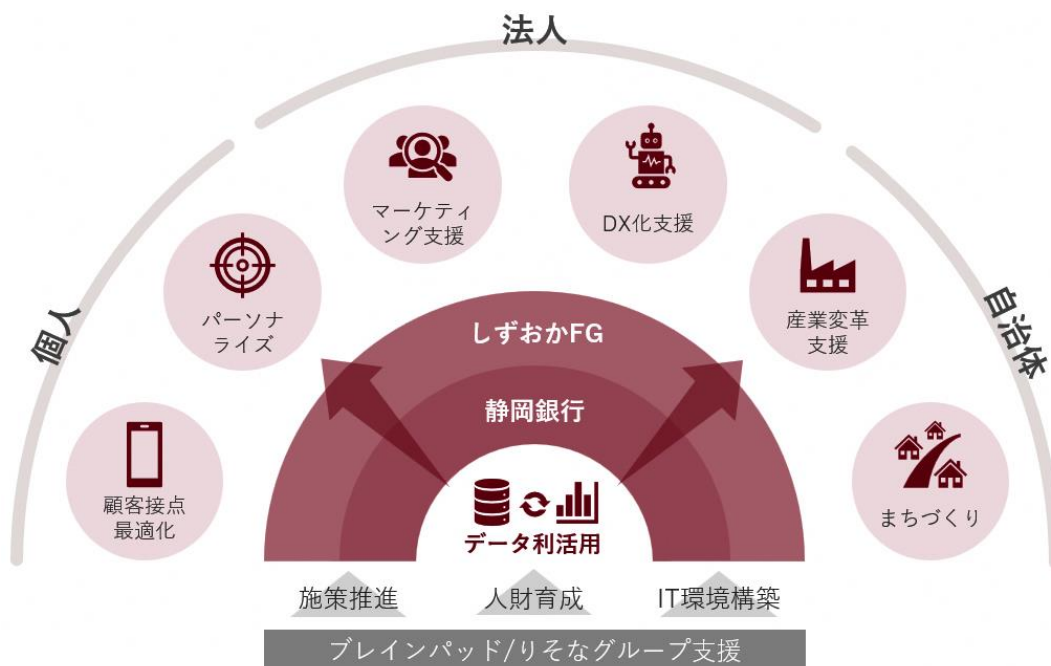 法人
個人
自治体
マーケティ
ング支援
DX化支援
パーソナ
ライズ
産業変革
支援
顧客接点
最適化
まちづくり
しずおかFG
静岡銀行
データ利活用
施策推進
人財育成
IT環境構築
ブレインパッド/りそなグループ支援